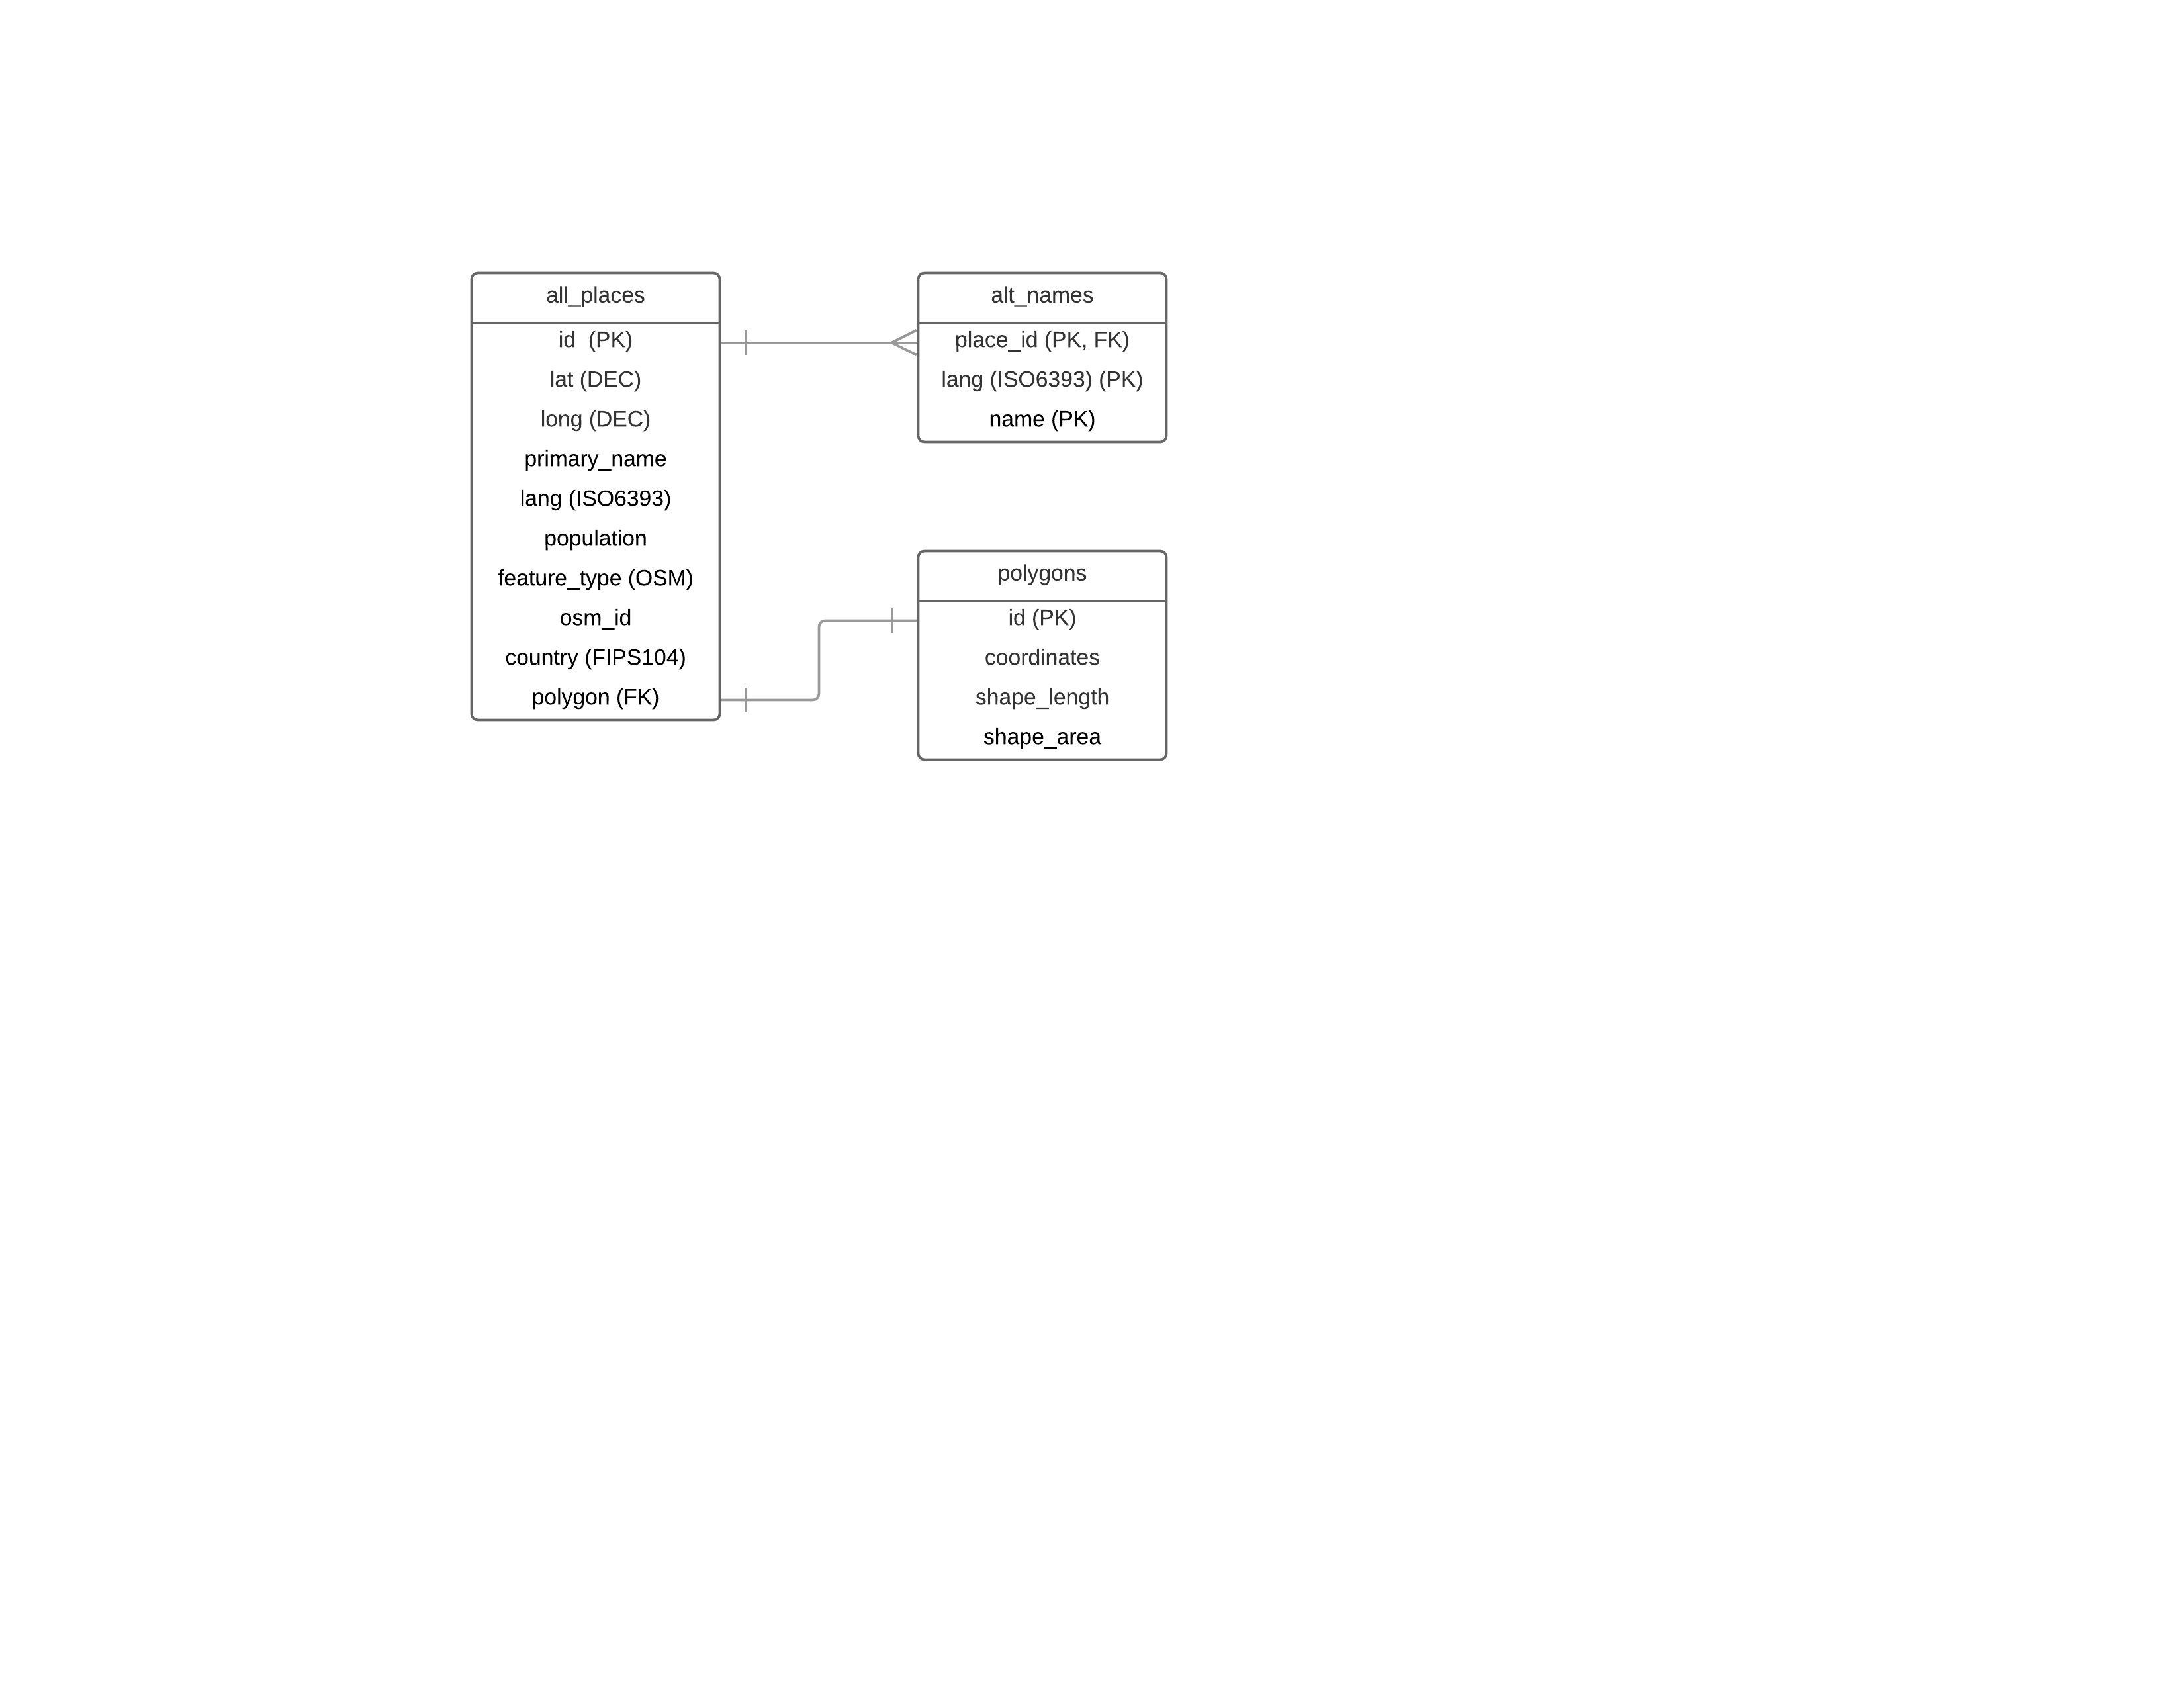 all_places
id  (PK)
lat (DEC)
long (DEC)
primary_name
lang (ISO6393)
population
feature_type (OSM)
osm_id
country (FIPS104)
polygon (FK)
alt_names
place_id (PK, FK)
lang (ISO6393) (PK)
name (PK)
polygons
id (PK)
coordinates
shape_length
shape_area